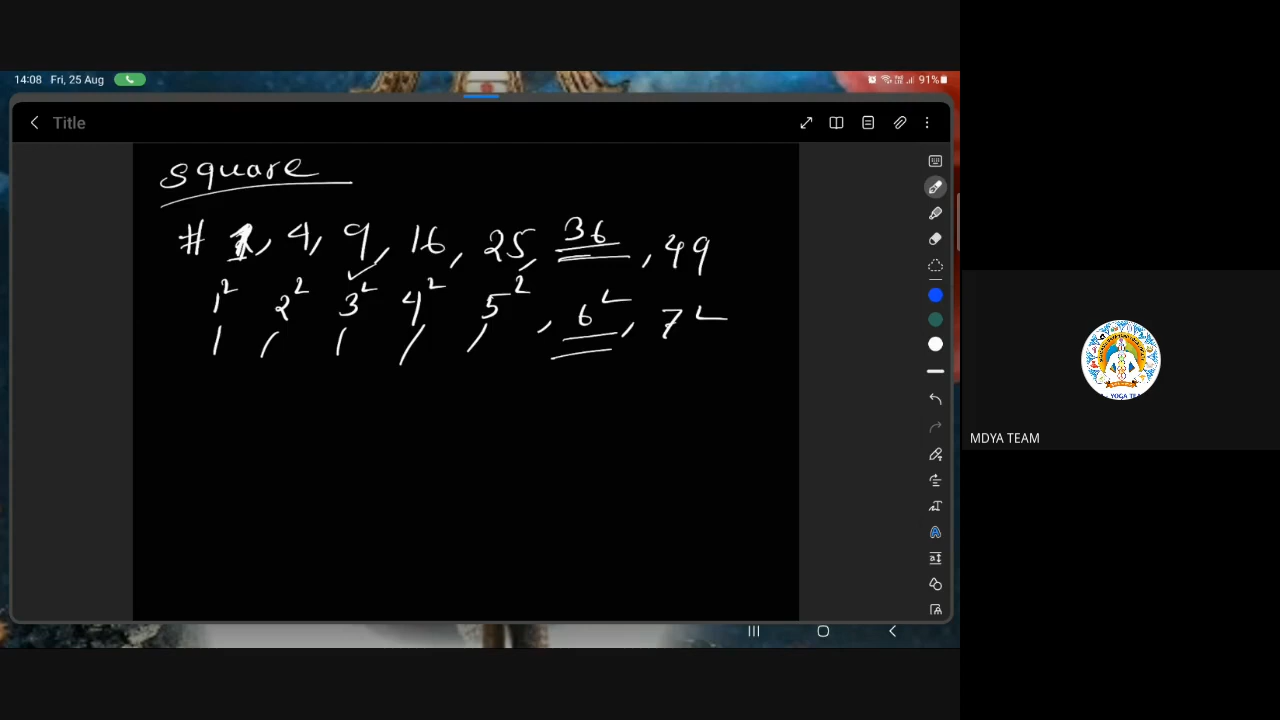 14:08 Fri, 25 Aug 91%
Title
square
# 1, 4, 9, 16, 25, 36, 49
1² 2² 3² 4² 5², 6², 7²
MDYA TEAM